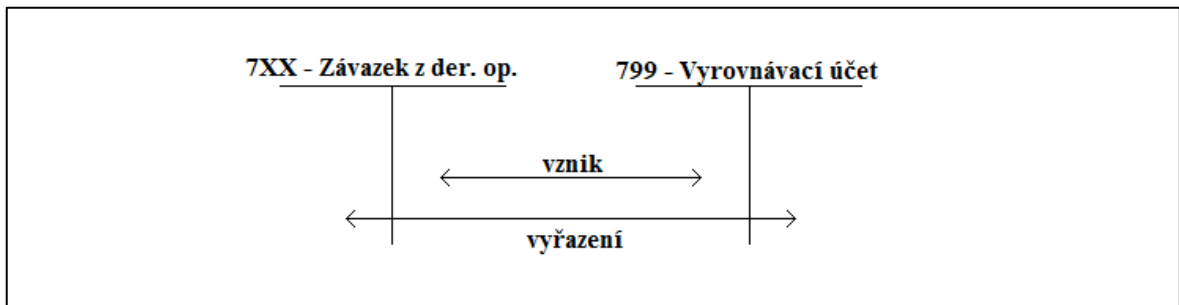 7XX - Závazek z der. op.
799 - Vyrovnávací účet
vznik
vyřazení